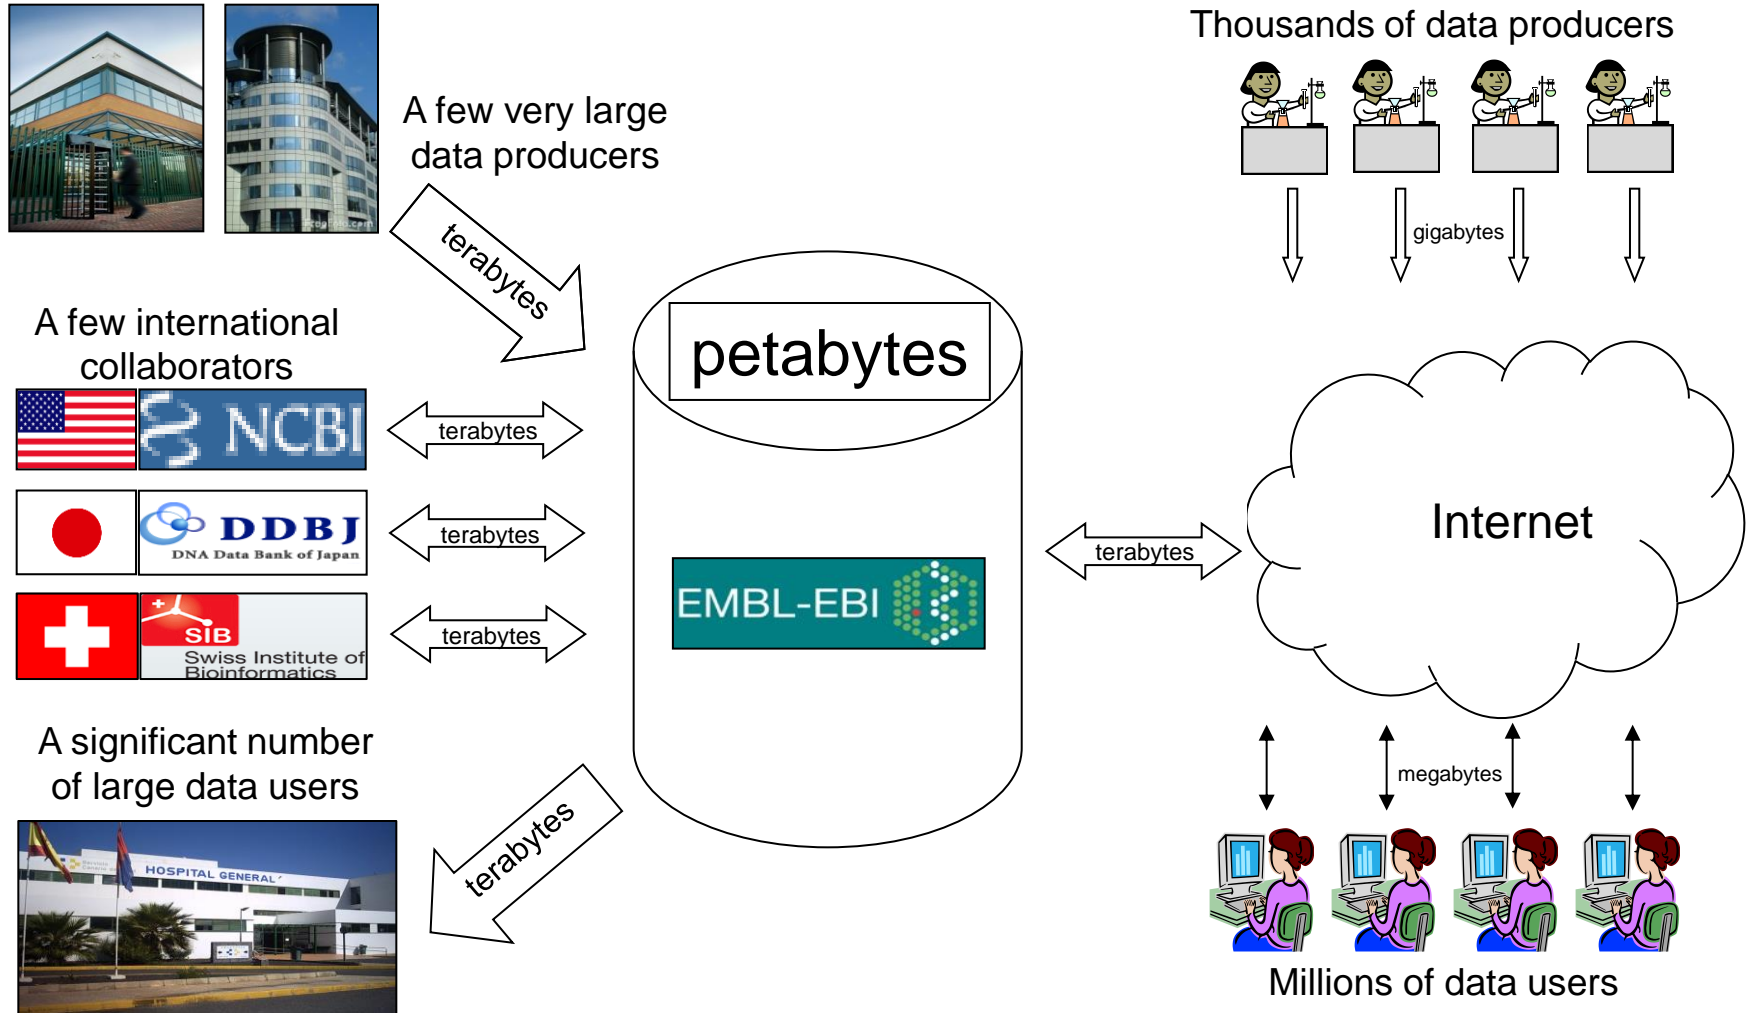 A few very large
data producers
terabytes
A few international
collaborators
NCBI
terabytes
DDBJ
DNA Data Bank of Japan
terabytes
SIB
Swiss Institute of
Bioinformatics
terabytes
A significant number
of large data users
HOSPITAL GENERAL
terabytes
petabytes
EMBL-EBI
terabytes
Thousands of data producers
gigabytes
Internet
megabytes
Millions of data users